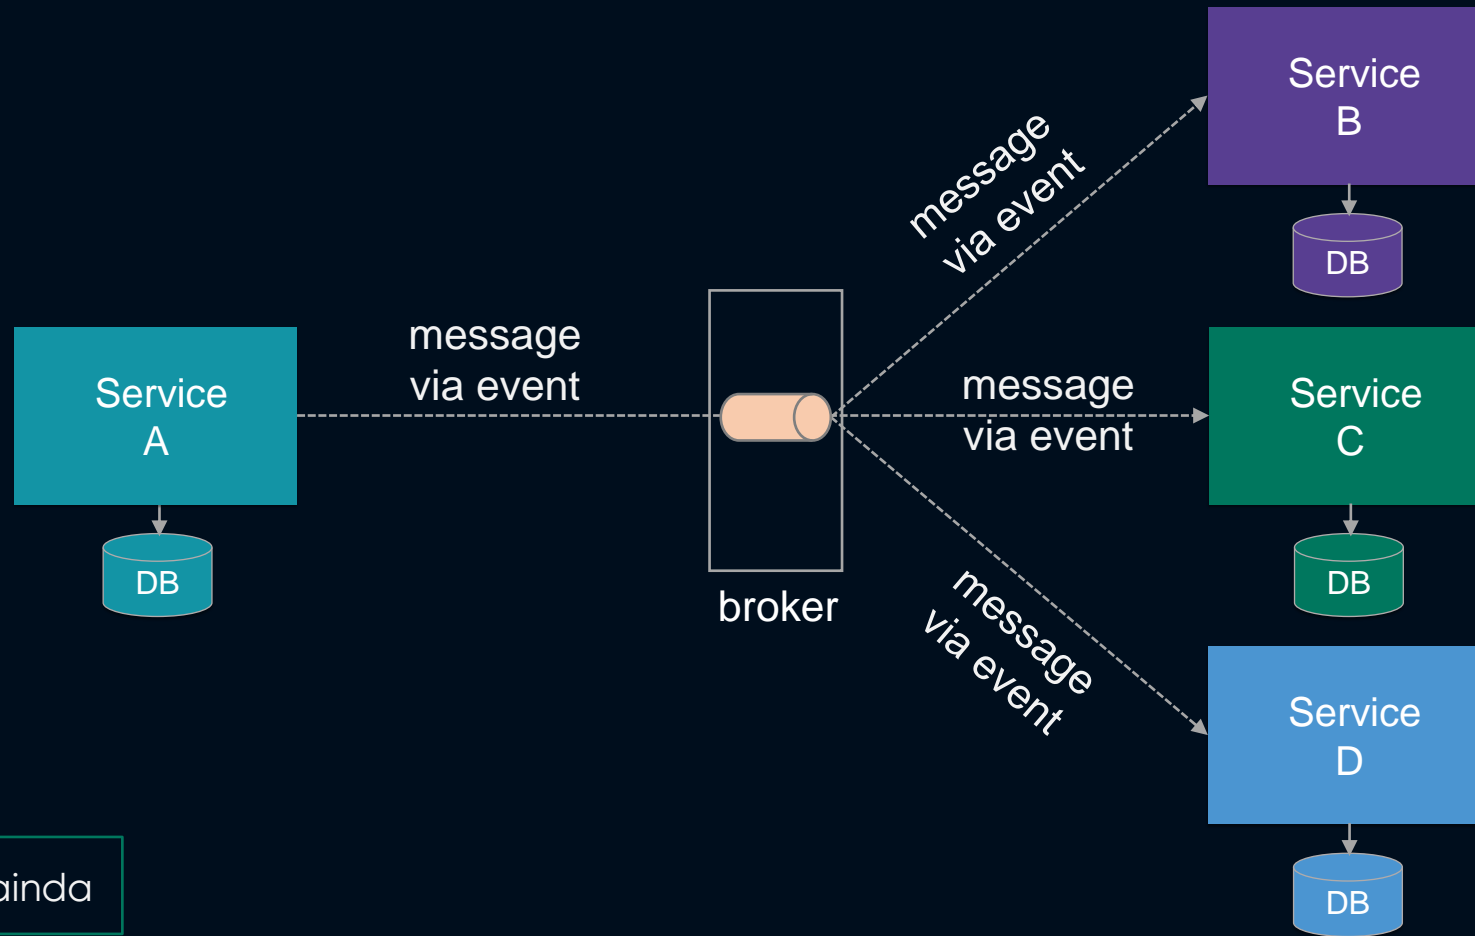 Service
A
DB
message
via event
broker
message
via event
message
via event
message
via event
Service
B
DB
Service
C
DB
Service
D
DB